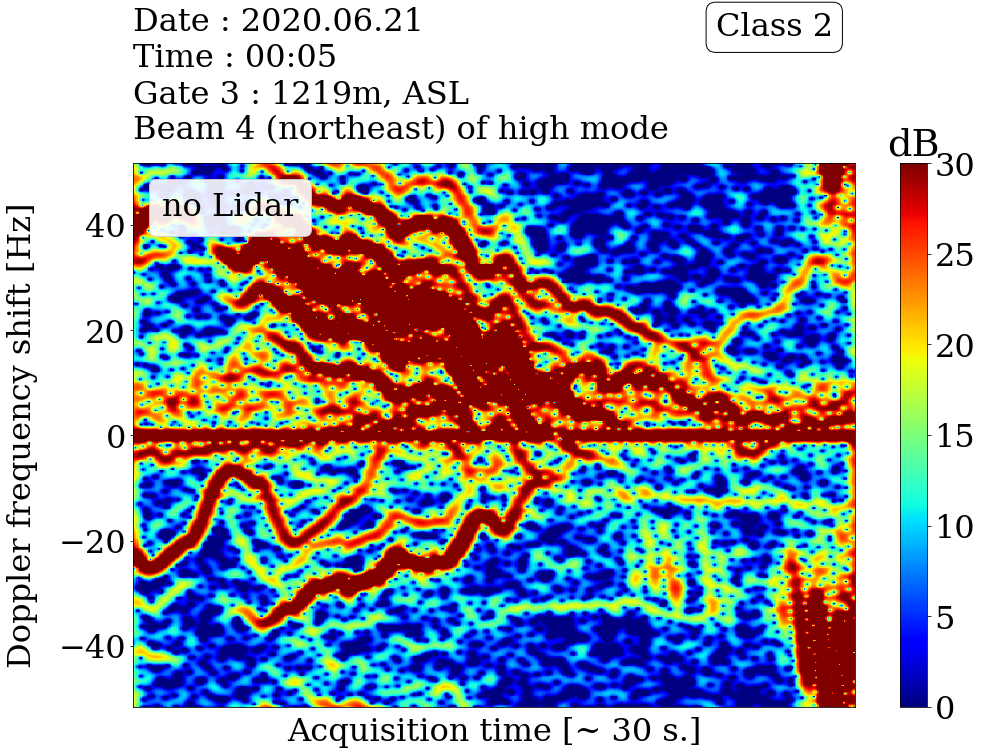 Date : 2020.06.21
Time : 00:05
Gate 3 : 1219m, ASL
Beam 4 (northeast) of high mode
Class 2
dB
no Lidar
Doppler frequency shift [Hz]
40
20
0
−20
−40
30
25
20
15
10
5
0
Acquisition time [~ 30 s.]